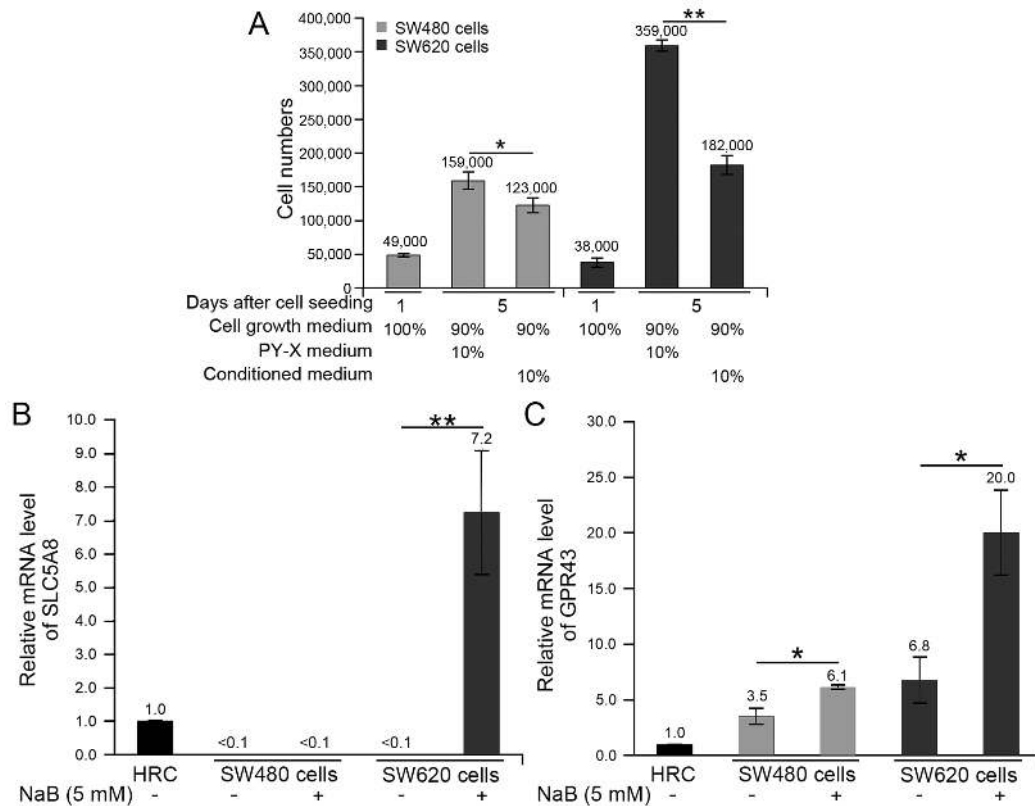 A
SW480 cells
SW620 cells
Cell numbers
400,000
350,000
300,000
250,000
200,000
150,000
100,000
50,000
0
49,000
159,000
*
123,000
38,000
359,000
**
182,000
Days after cell seeding 1 5 1 5
Cell growth medium 100% 90% 90% 100% 90% 90%
PY-X medium 10% 10%
Conditioned medium 10% 10%
B
Relative mRNA level
of SLC5A8
10.0
9.0
8.0
7.0
6.0
5.0
4.0
3.0
2.0
1.0
0.0
1.0
<0.1
<0.1
<0.1
**
7.2
HRC SW480 cells SW620 cells
NaB (5 mM) - - + - +
C
Relative mRNA level
of GPR43
30.0
25.0
20.0
15.0
10.0
5.0
0.0
1.0
3.5
*
6.1
6.8
*
20.0
HRC SW480 cells SW620 cells
NaB (5 mM) - - + - +